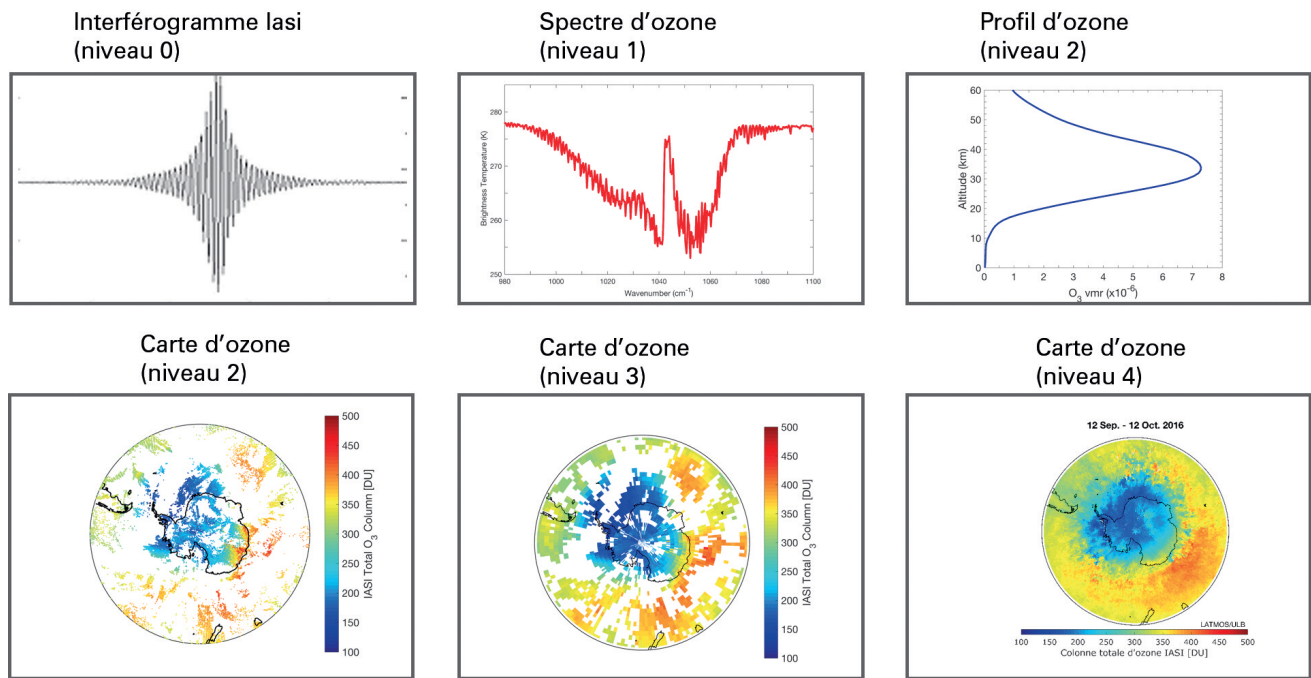 Interférogramme Iasi
(niveau 0)
Spectre d'ozone
(niveau 1)
285
280
270
260
250
Brightness Temperature (K)
980
1000
1020
1040
1060
1080
1100
Wavenumber (cm⁻¹)
Profil d'ozone
(niveau 2)
60
50
40
30
20
10
0
Altitude (km)
0
1
2
3
4
5
6
7
8
O₃ vmr (x10⁻⁶)
Carte d'ozone
(niveau 2)
500
450
400
350
300
250
200
150
100
IASI Total O₃ Column [DU]
Carte d'ozone
(niveau 3)
500
450
400
350
300
250
200
150
100
IASI Total O₃ Column [DU]
Carte d'ozone
(niveau 4)
12 Sep. - 12 Oct. 2016
LATMOS/ULB
100 150 200 250 300 350 400 450 500
Colonne totale d'ozone IASI [DU]